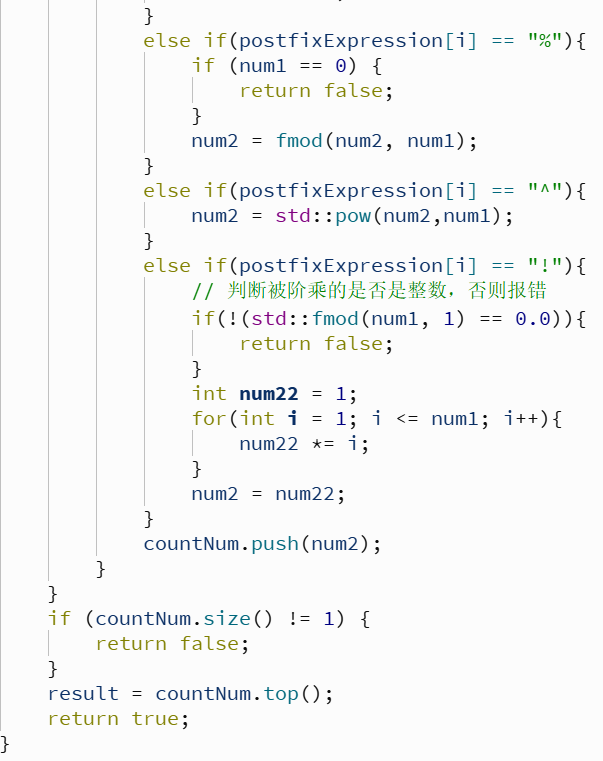 }
else if(postfixExpression[i] == "%"){
if (num1 == 0) {
return false;
}
num2 = fmod(num2, num1);
}
else if(postfixExpression[i] == "^"){
num2 = std::pow(num2,num1);
}
else if(postfixExpression[i] == "!"){
// 判断被阶乘的是否是整数，否则报错
if(!(std::fmod(num1, 1) == 0.0)){
return false;
}
int num22 = 1;
for(int i = 1; i <= num1; i++){
num22 *= i;
}
num2 = num22;
}
countNum.push(num2);
}
}
if (countNum.size() != 1) {
return false;
}
result = countNum.top();
return true;
}